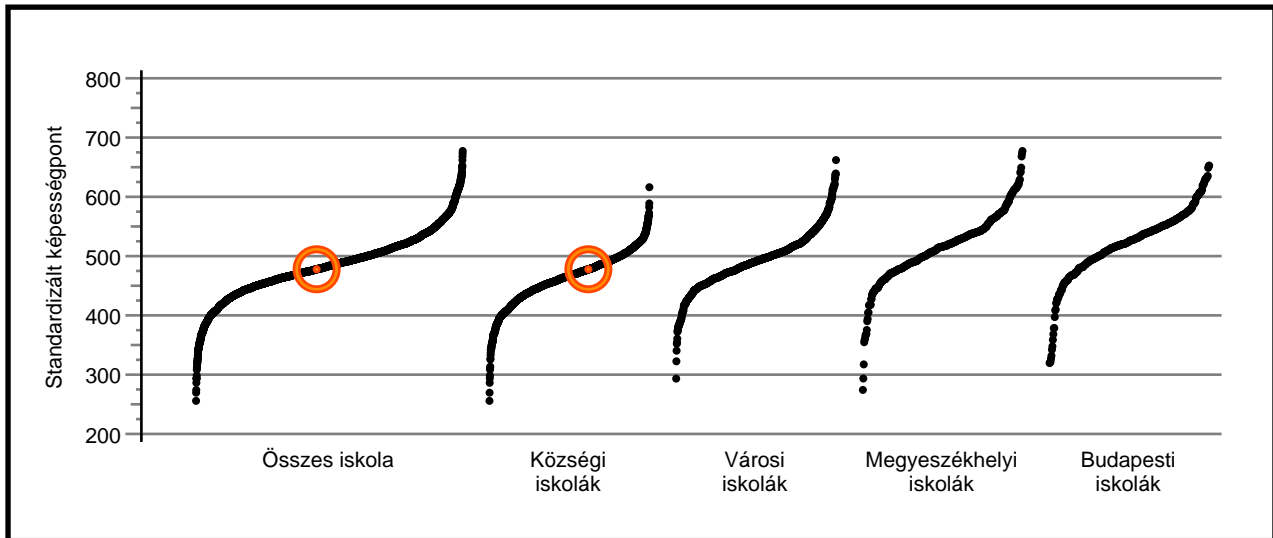 Standardizált képességpont
800
700
600
500
400
300
200
Összes iskola
Községi
iskolák
Városi
iskolák
Megyeszékhelyi
iskolák
Budapesti
iskolák